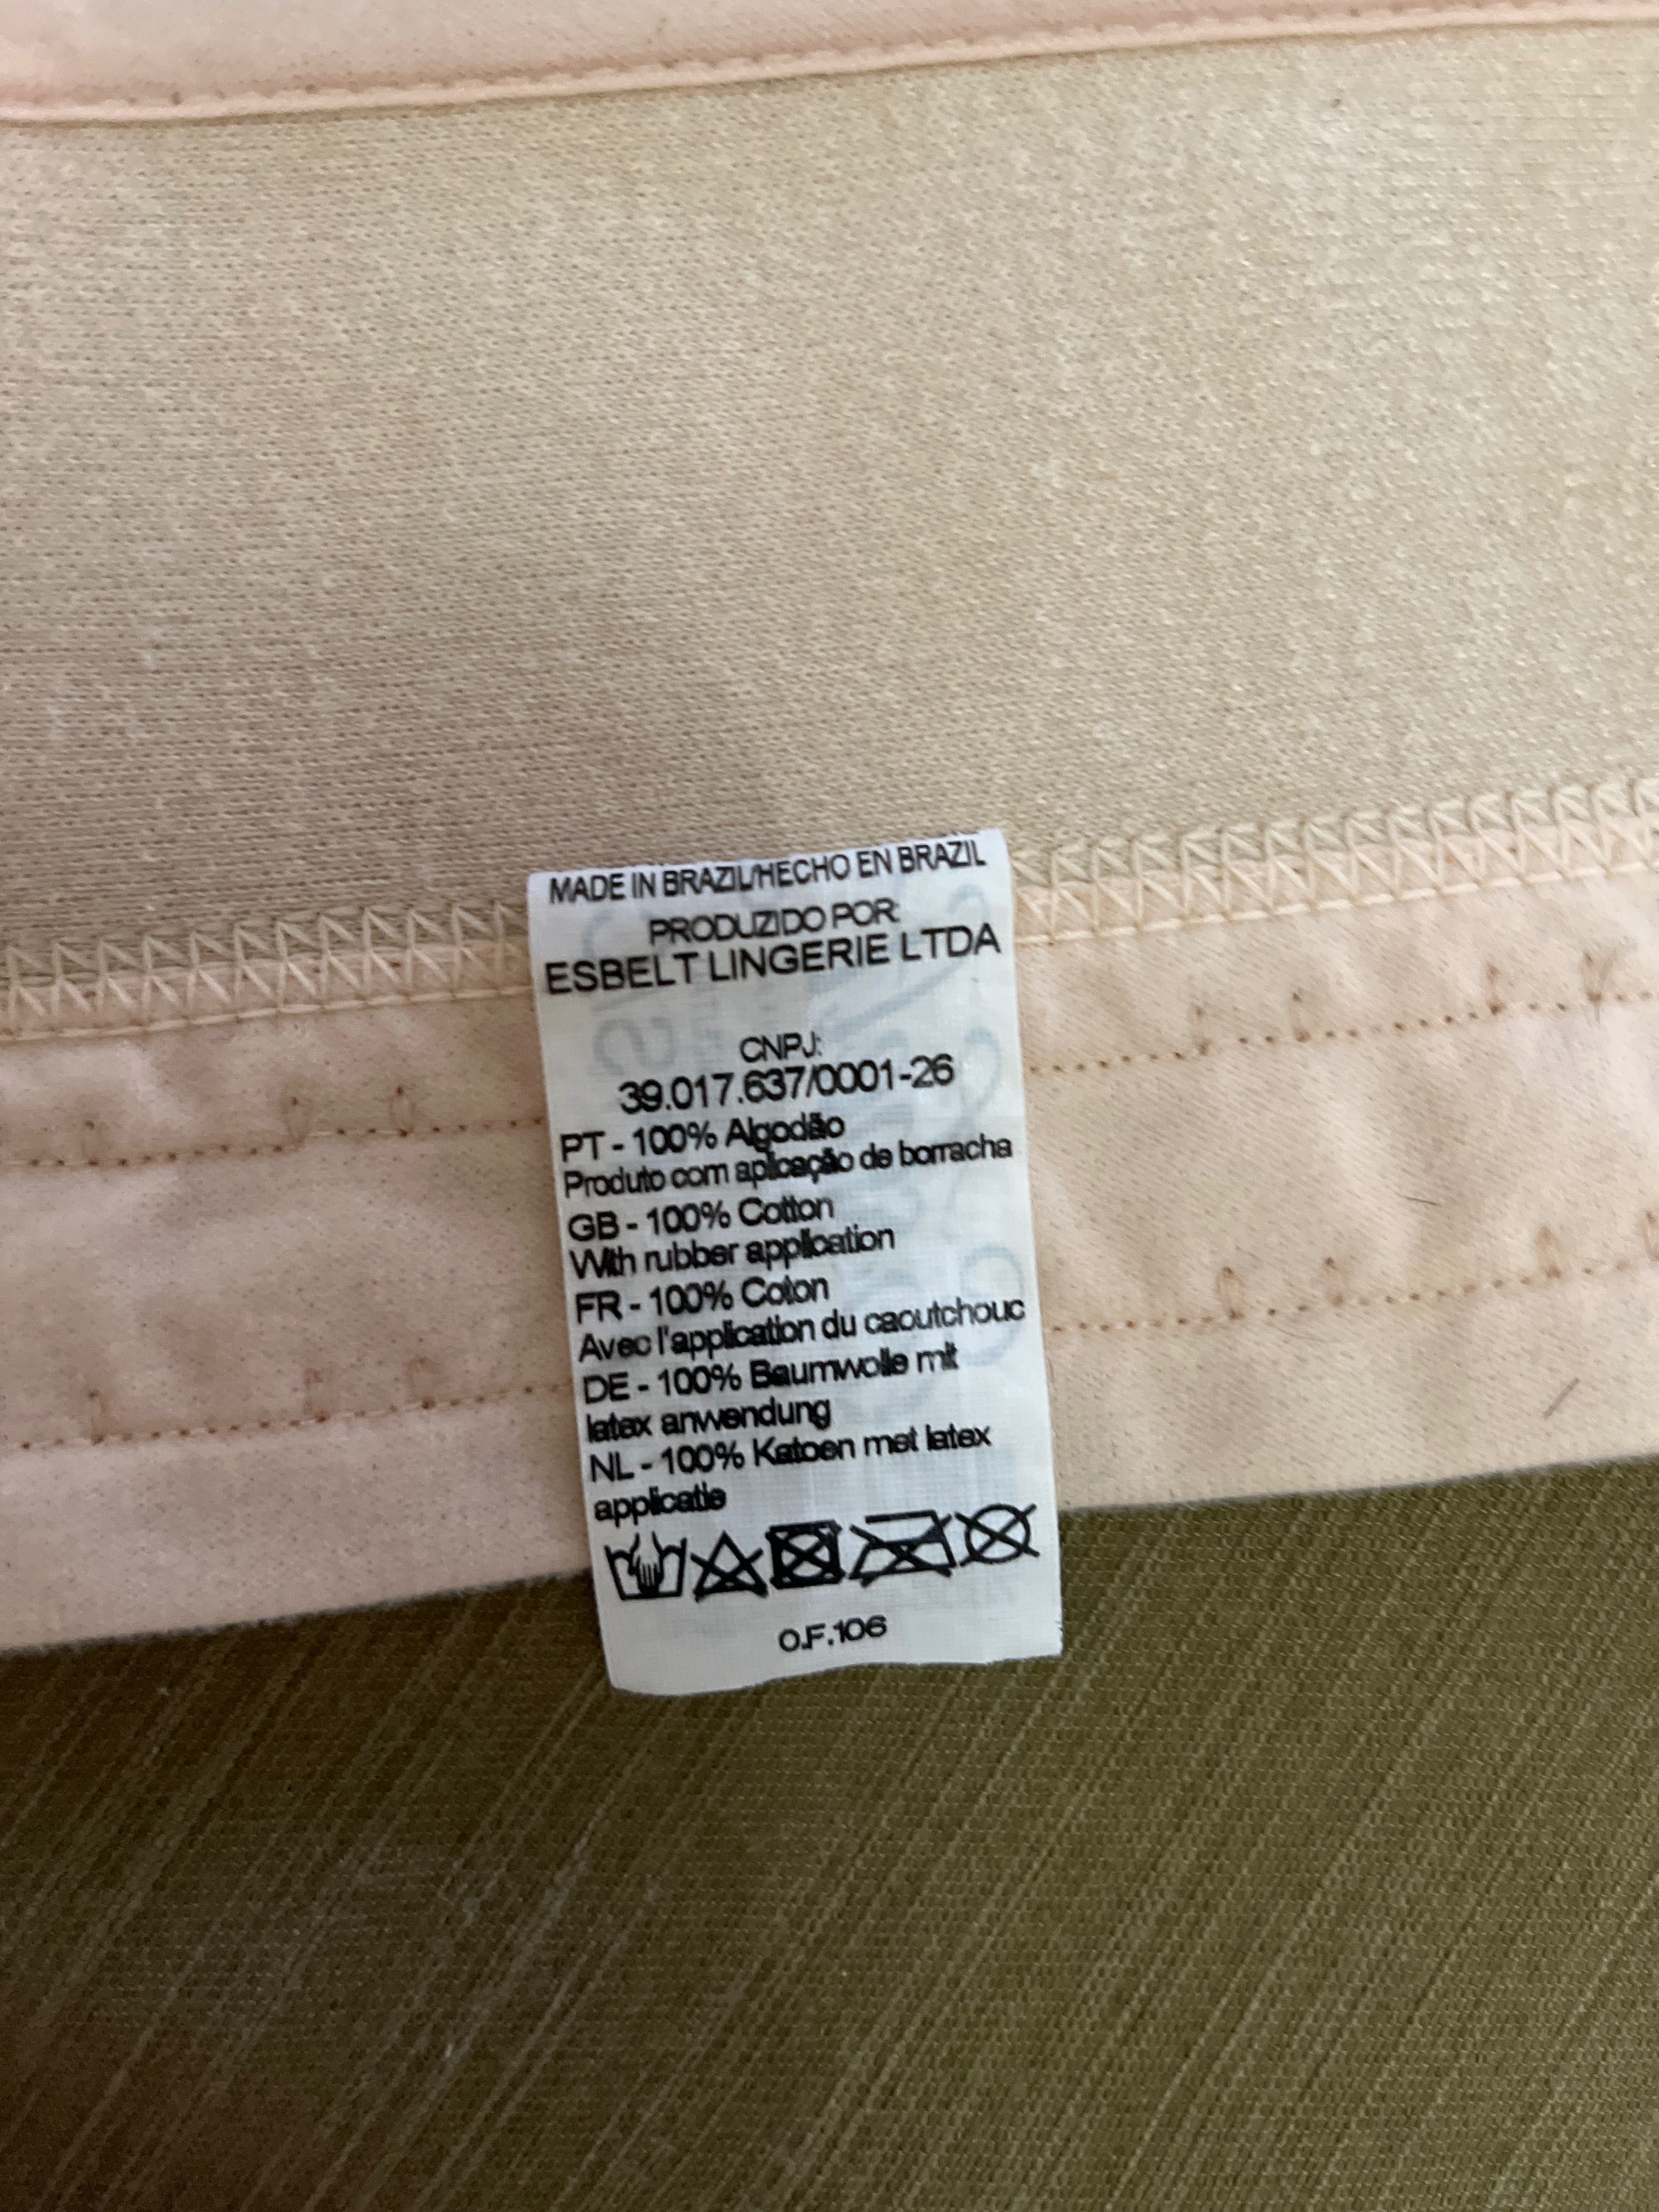 MADE IN BRAZIL/HECHO EN BRAZIL
PRODUZIDO POR:
ESBELT LINGERIE LTDA
CNPJ:
39.017.637/0001-26
PT - 100% Algodão
Produto com aplicação de borracha
GB - 100% Cotton
With rubber application
FR - 100% Coton
Avec l'application du caoutchouc
DE - 100% Baumwolle mit
latex anwendung
NL - 100% Katoen met latex
applicatie
O.F.106